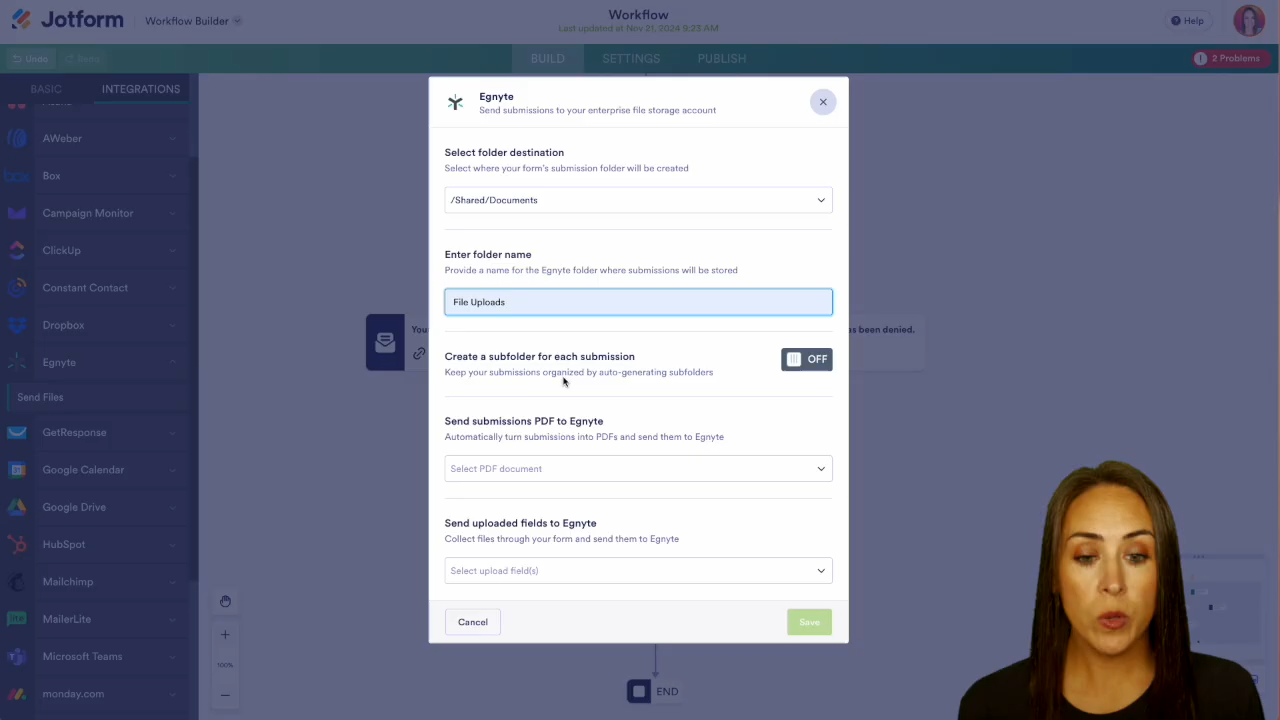 Jotform
Workflow Builder
Workflow
Last updated at Nov 21, 2024 9:23 AM
Help
Undo
Redo
BUILD
SETTINGS
PUBLISH
2 Problems
BASIC
INTEGRATIONS
AWeber
Box
Campaign Monitor
ClickUp
Constant Contact
Dropbox
Egnyte
Send Files
GetResponse
Google Calendar
Google Drive
HubSpot
Mailchimp
MailerLite
Microsoft Teams
monday.com
Egnyte
Send submissions to your enterprise file storage account
Select folder destination
Select where your form's submission folder will be created
/Shared/Documents
Enter folder name
Provide a name for the Egnyte folder where submissions will be stored
File Uploads
Create a subfolder for each submission
Keep your submissions organized by auto-generating subfolders
OFF
Send submissions PDF to Egnyte
Automatically turn submissions into PDFs and send them to Egnyte
Select PDF document
Send uploaded fields to Egnyte
Collect files through your form and send them to Egnyte
Select upload field(s)
Cancel
Save
has been denied.
100%
END